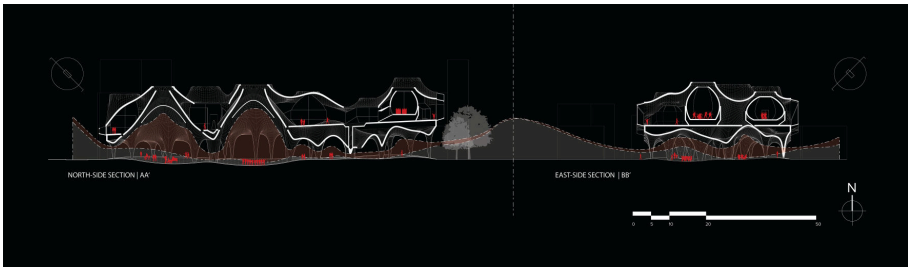 NORTH-SIDE SECTION | AA'
EAST-SIDE SECTION | BB'
N
0 5 10 20 50